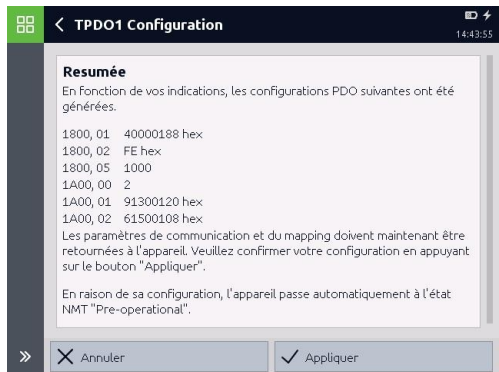 TPDO1 Configuration
14:43:55
Resumée
En fonction de vos indications, les configurations PDO suivantes ont été
générées.
1800, 01 40000188 hex
1800, 02 FE hex
1800, 05 1000
1A00, 00 2
1A00, 01 91300120 hex
1A00, 02 61500108 hex
Les paramètres de communication et du mapping doivent maintenant être
retournées à l'appareil. Veuillez confirmer votre configuration en appuyant
sur le bouton "Appliquer".
En raison de sa configuration, l'appareil passe automatiquement à l'état
NMT "Pre-operational".
Annuler
Appliquer